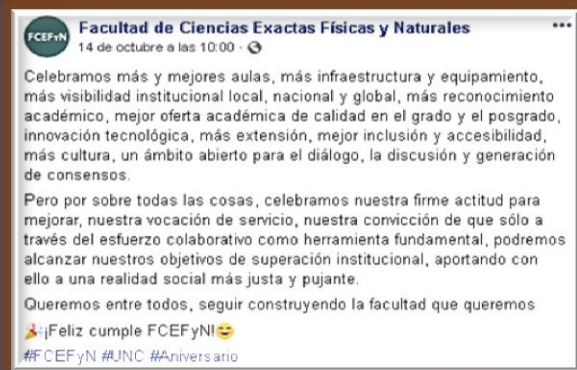 FCEFyN
Facultad de Ciencias Exactas Físicas y Naturales
14 de octubre a las 10:00 ·
Celebramos más y mejores aulas, más infraestructura y equipamiento,
más visibilidad institucional local, nacional y global, más reconocimiento
académico, mejor oferta académica de calidad en el grado y el posgrado,
innovación tecnológica, más extensión, mejor inclusión y accesibilidad,
más cultura, un ámbito abierto para el diálogo, la discusión y generación
de consensos.
Pero por sobre todas las cosas, celebramos nuestra firme actitud para
mejorar, nuestra vocación de servicio, nuestra convicción de que sólo a
través del esfuerzo colaborativo como herramienta fundamental, podremos
alcanzar nuestros objetivos de superación institucional, aportando con
ello a una realidad social más justa y pujante.
Queremos entre todos, seguir construyendo la facultad que queremos
🎉¡Feliz cumple FCEFyN!😄
#FCEFyN #UNC #Aniversario